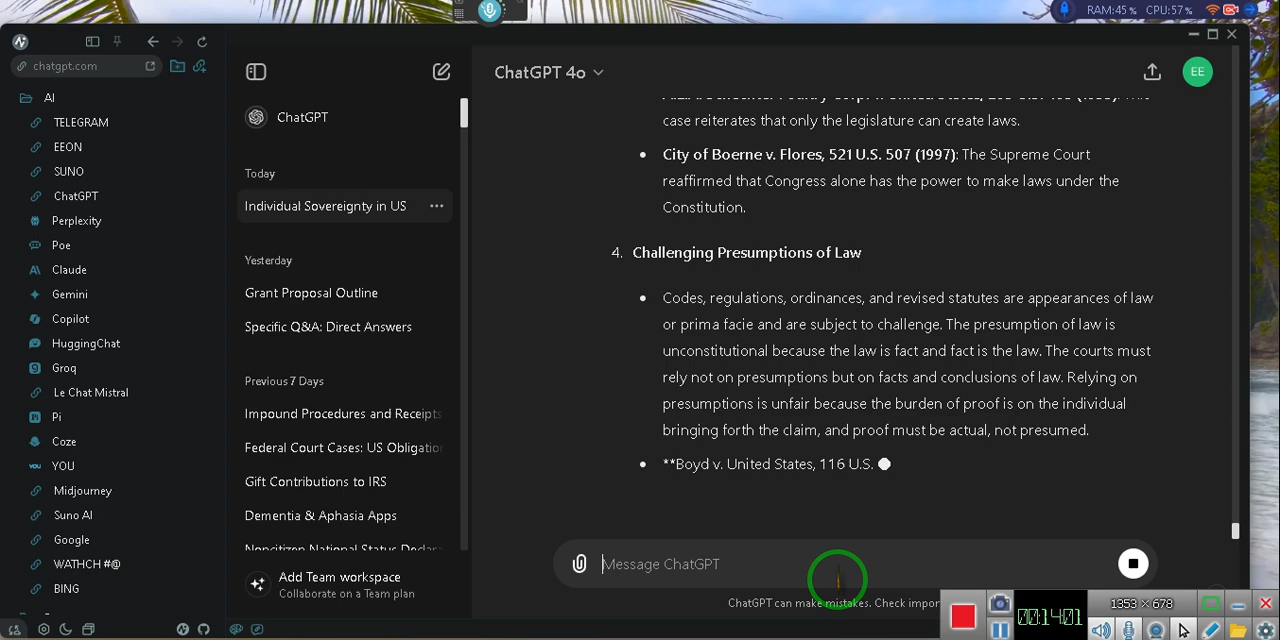 RAM:45% CPU:57%
chatgpt.com
AI
TELEGRAM
EEON
SUNO
ChatGPT
Perplexity
Poe
Claude
Gemini
Copilot
HuggingChat
Groq
Le Chat Mistral
Pi
Coze
YOU
Midjourney
Suno AI
Google
WATHCH #@
BING
ChatGPT
Today
Individual Sovereignty in US
Yesterday
Grant Proposal Outline
Specific Q&A: Direct Answers
Previous 7 Days
Impound Procedures and Receipts
Federal Court Cases: US Obligatio
Gift Contributions to IRS
Dementia & Aphasia Apps
Noncitizen National Status Declar
Add Team workspace
Collaborate on a Team plan
ChatGPT 4o
EE
case reiterates that only the legislature can create laws.
City of Boerne v. Flores, 521 U.S. 507 (1997): The Supreme Court
reaffirmed that Congress alone has the power to make laws under the
Constitution.
4. Challenging Presumptions of Law
Codes, regulations, ordinances, and revised statutes are appearances of law
or prima facie and are subject to challenge. The presumption of law is
unconstitutional because the law is fact and fact is the law. The courts must
rely not on presumptions but on facts and conclusions of law. Relying on
presumptions is unfair because the burden of proof is on the individual
bringing forth the claim, and proof must be actual, not presumed.
**Boyd v. United States, 116 U.S.
Message ChatGPT
ChatGPT can make mistakes. Check impor
1353 × 678
00:14:01